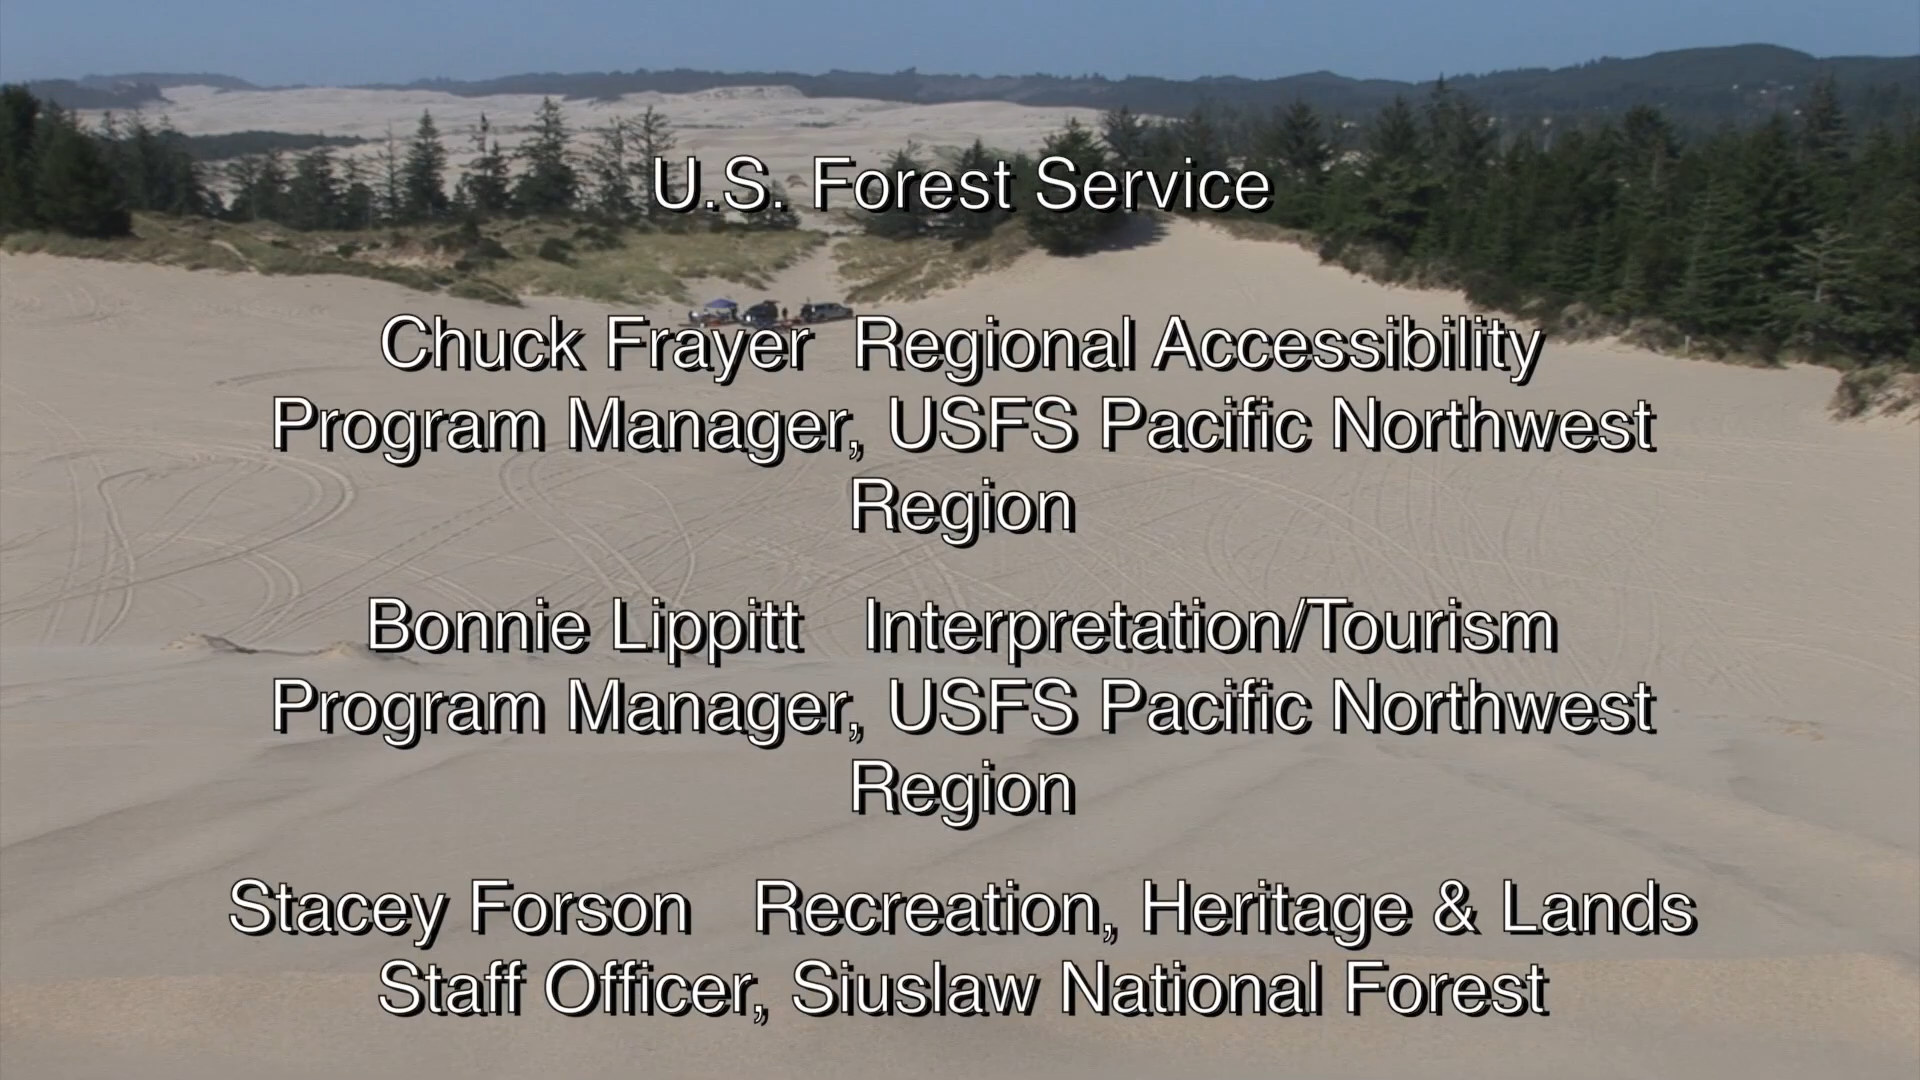 U.S. Forest Service
Chuck Frayer Regional Accessibility
Program Manager, USFS Pacific Northwest
Region
Bonnie Lippitt Interpretation/Tourism
Program Manager, USFS Pacific Northwest
Region
Stacey Forson Recreation, Heritage & Lands
Staff Officer, Siuslaw National Forest